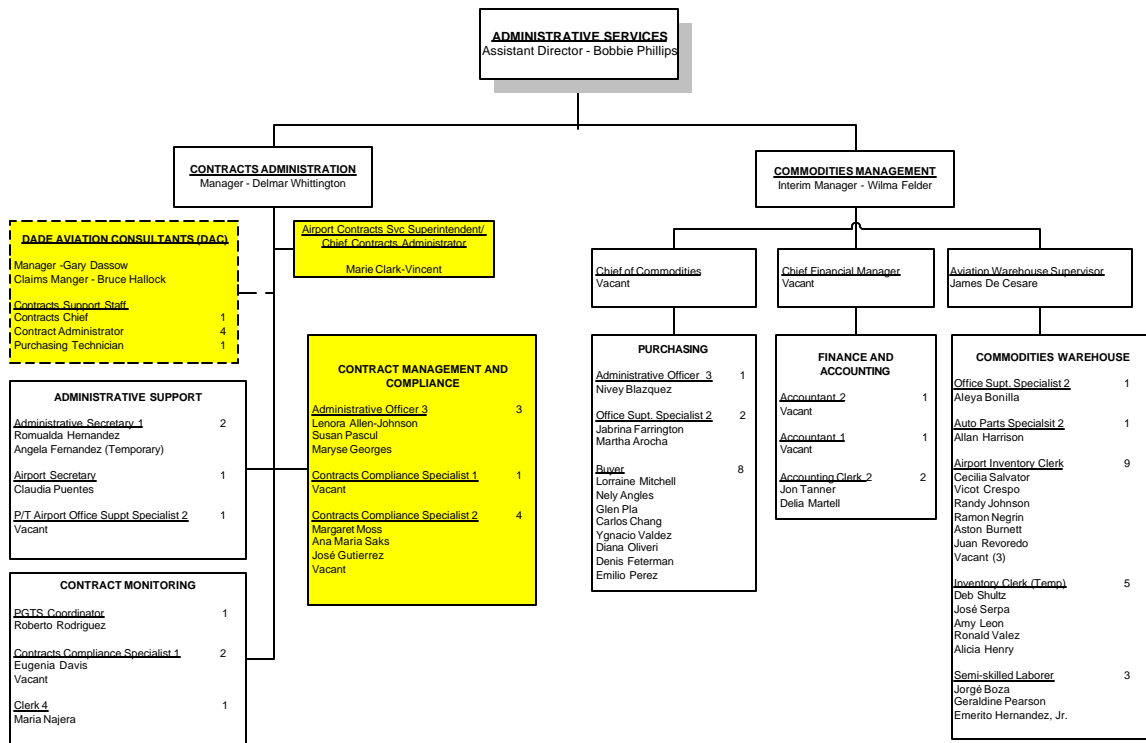 ADMINISTRATIVE SERVICES
Assistant Director - Bobbie Phillips
CONTRACTS ADMINISTRATION
Manager - Delmar Whittington
COMMODITIES MANAGEMENT
Interim Manager - Wilma Felder
DADE AVIATION CONSULTANTS (DAC)
Manager -Gary Dassow
Claims Manger - Bruce Hallock
Contracts Support Staff
Contracts Chief 1
Contract Administrator 4
Purchasing Technician 1
Airport Contracts Svc Superintendent/
Chief Contracts Administrator
Marie Clark-Vincent
Chief of Commodities
Vacant
Chief Financial Manager
Vacant
Aviation Warehouse Supervisor
James De Cesare
ADMINISTRATIVE SUPPORT
Administrative Secretary 1 2
Romualda Hernandez
Angela Fernandez (Temporary)
Airport Secretary 1
Claudia Puentes
P/T Airport Office Suppt Specialist 2 1
Vacant
CONTRACT MANAGEMENT AND
COMPLIANCE
Administrative Officer 3 3
Lenora Allen-Johnson
Susan Pascul
Maryse Georges
Contracts Compliance Specialist 1 1
Vacant
Contracts Compliance Specialist 2 4
Margaret Moss
Ana Maria Saks
José Gutierrez
Vacant
CONTRACT MONITORING
PGTS Coordinator 1
Roberto Rodriguez
Contracts Compliance Specialist 1 2
Eugenia Davis
Vacant
Clerk 4 1
Maria Najera
PURCHASING
Administrative Officer 3 1
Nivey Blazquez
Office Supt. Specialist 2 2
Jabrina Farrington
Martha Arocha
Buyer 8
Lorraine Mitchell
Nely Angles
Glen Pla
Carlos Chang
Ygnacio Valdez
Diana Oliveri
Denis Feterman
Emilio Perez
FINANCE AND
ACCOUNTING
Accountant 2 1
Vacant
Accountant 1 1
Vacant
Accounting Clerk 2 2
Jon Tanner
Delia Martell
COMMODITIES WAREHOUSE
Office Supt. Specialist 2 1
Aleya Bonilla
Auto Parts Specialsit 2 1
Allan Harrison
Airport Inventory Clerk 9
Cecilia Salvator
Vicot Crespo
Randy Johnson
Ramon Negrin
Aston Burnett
Juan Revoredo
Vacant (3)
Inventory Clerk (Temp) 5
Deb Shultz
José Serpa
Amy Leon
Ronald Valez
Alicia Henry
Semi-skilled Laborer 3
Jorgé Boza
Geraldine Pearson
Emerito Hernandez, Jr.